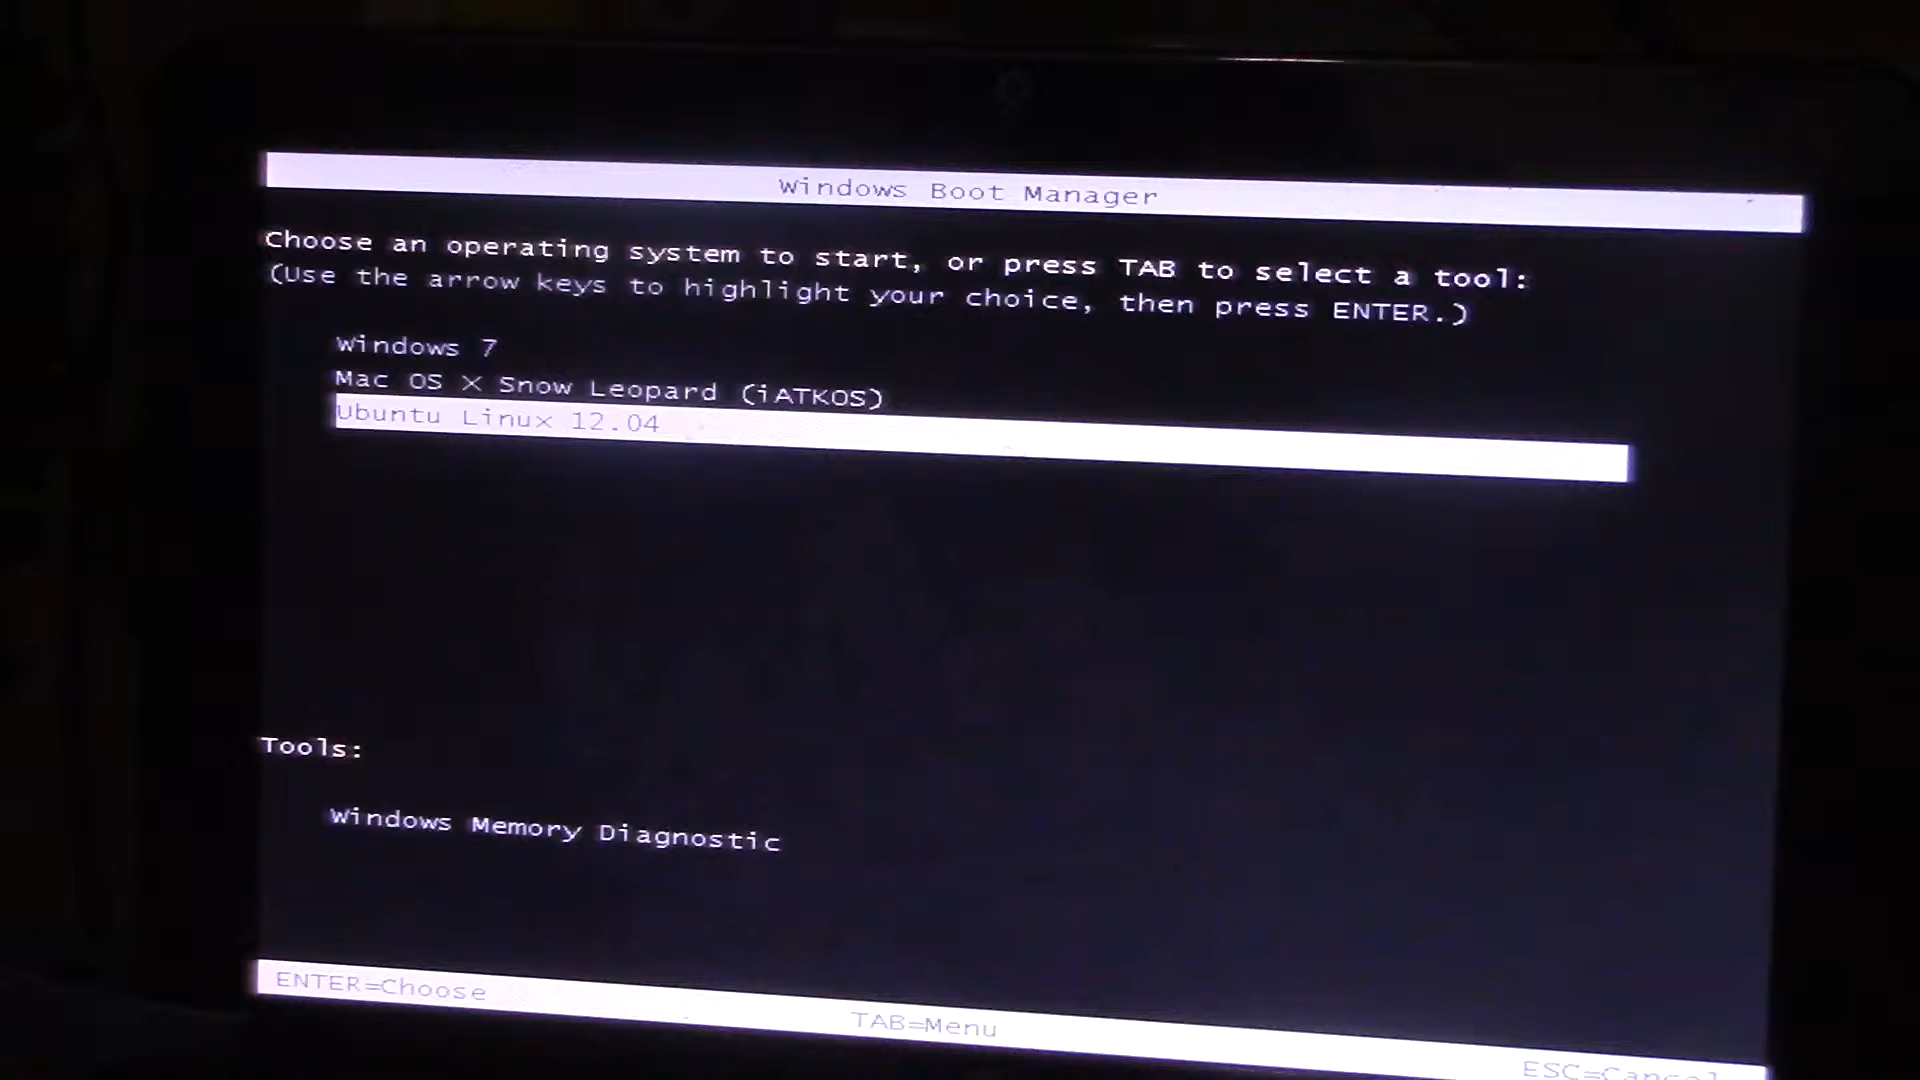 Windows Boot Manager
Choose an operating system to start, or press TAB to select a tool:
(Use the arrow keys to highlight your choice, then press ENTER.)
Windows 7
Mac OS X Snow Leopard (iATKOS)
Ubuntu Linux 12.04
Tools:
Windows Memory Diagnostic
ENTER=Choose
TAB=Menu
ESC=Cancel